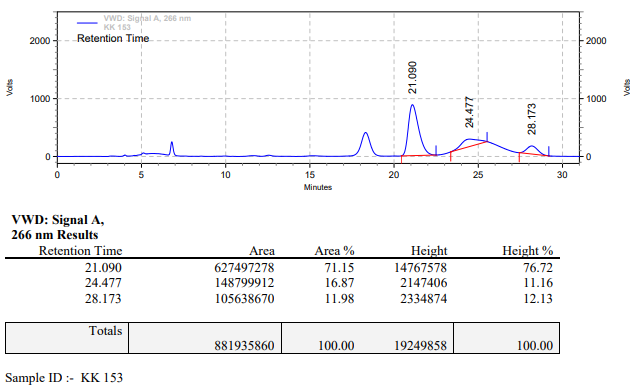 VWD: Signal A, 266 nm
KK 153
Retention Time
2000
1000
0
Volts
21.090
24.477
28.173
2000
1000
0
Volts
0 5 10 15 20 25 30
Minutes
VWD: Signal A,
266 nm Results
Retention Time Area Area % Height Height %
21.090 627497278 71.15 14767578 76.72
24.477 148799912 16.87 2147406 11.16
28.173 105638670 11.98 2334874 12.13
Totals
881935860 100.00 19249858 100.00
Sample ID :- KK 153